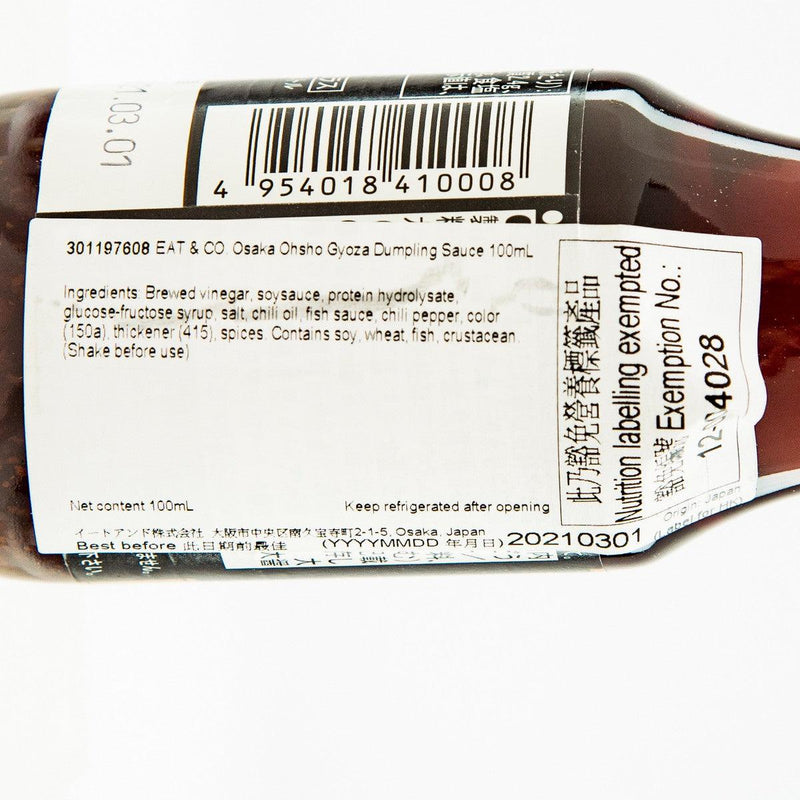 .03.01
4 954018 410008
301197608 EAT & CO. Osaka Ohsho Gyoza Dumpling Sauce 100mL
Ingredients: Brewed vinegar, soysauce, protein hydrolysate,
glucose-fructose syrup, salt, chili oil, fish sauce, chili pepper, color
(150a), thickener (415), spices. Contains soy, wheat, fish, crustacean.
(Shake before use)
Net content 100mL
Keep refrigerated after opening
イートアンド株式会社 大阪市中央区南久宝寺町2-1-5, Osaka, Japan
Best before 此日期前最佳 (YYYYMMDD 年月日) 20210301
此乃豁免營養標籤產品
Nutrition labelling exempted
Exemption No.:
4028
Origin: Japan
(Label for HK)